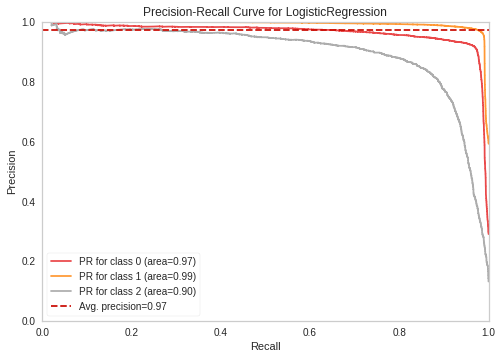 Precision-Recall Curve for LogisticRegression
1.0
0.8
0.6
0.4
0.2
0.0
Precision
PR for class 0 (area=0.97)
PR for class 1 (area=0.99)
PR for class 2 (area=0.90)
Avg. precision=0.97
0.0 0.2 0.4 0.6 0.8 1.0
Recall